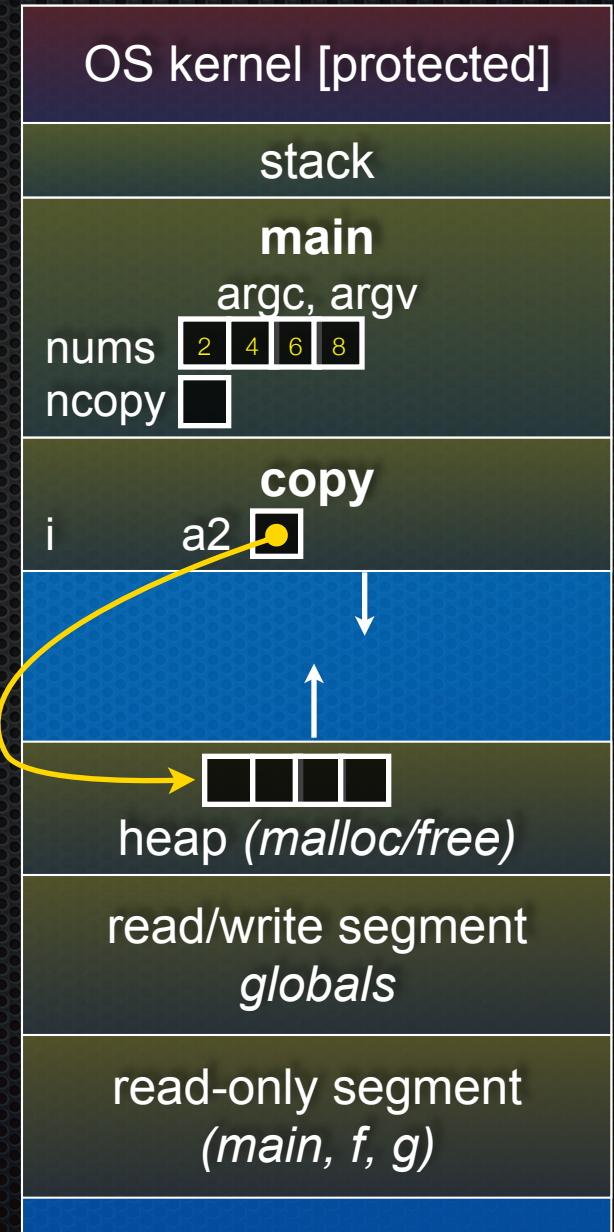 OS kernel [protected]
stack
main
argc, argv
nums 2 4 6 8
ncopy
copy
i a2
heap (malloc/free)
read/write segment
globals
read-only segment
(main, f, g)